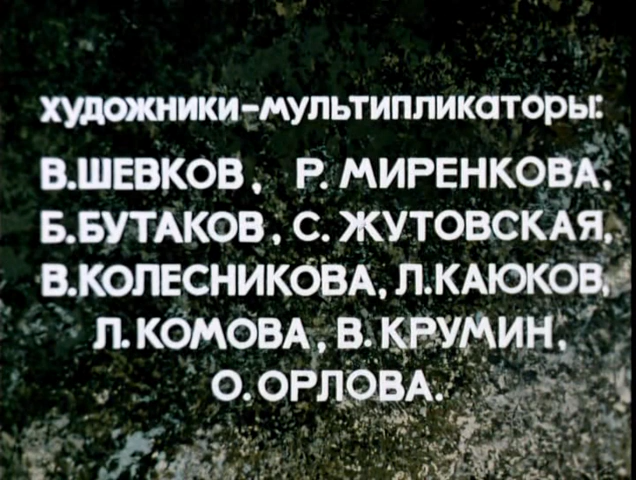 художники-мультипликаторы:
В.ШЕВКОВ, Р. МИРЕНКОВА,
Б.БУТАКОВ, С. ЖУТОВСКАЯ,
В.КОЛЕСНИКОВА, Л.КАЮКОВ,
Л. КОМОВА, В. КРУМИН,
О. ОРЛОВА.